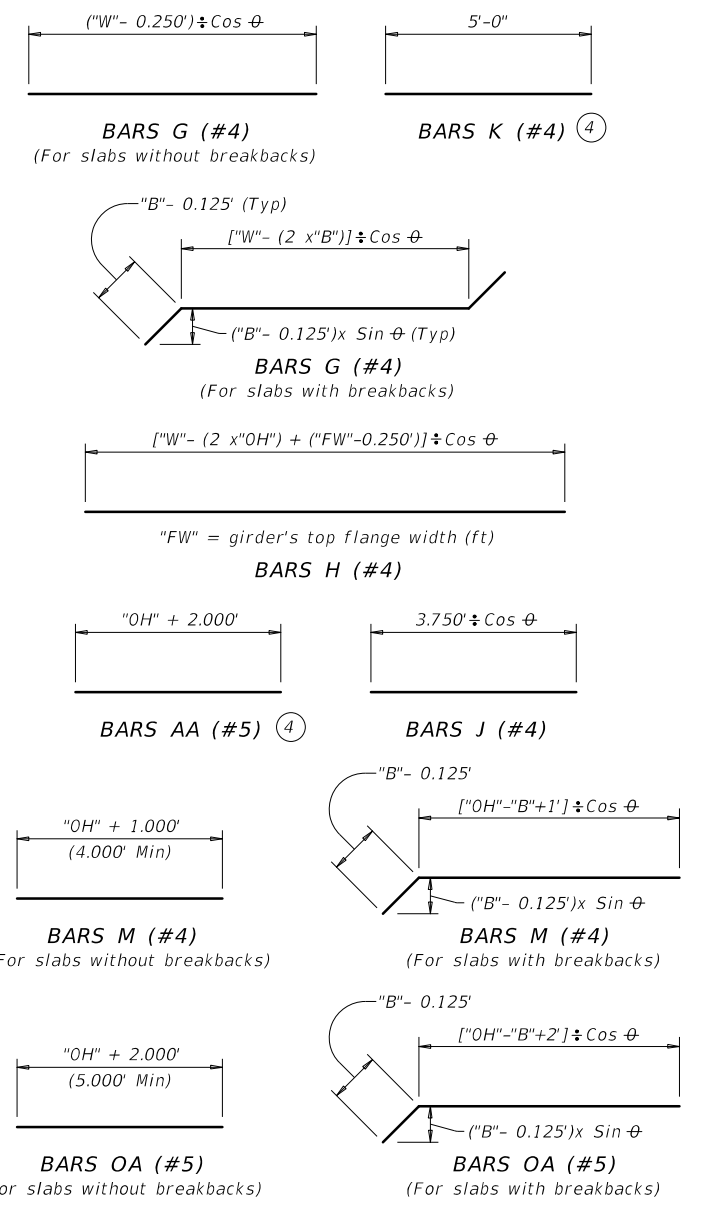 ("W"- 0.250')÷Cos θ
5'-0"
BARS G (#4)
(For slabs without breakbacks)
BARS K (#4) 4
"B"- 0.125' (Typ)
["W"- (2 x"B")]÷Cos θ
("B"- 0.125')x Sin θ (Typ)
BARS G (#4)
(For slabs with breakbacks)
["W"- (2 x"OH") + ("FW"-0.250')]÷Cos θ
"FW" = girder's top flange width (ft)
BARS H (#4)
"OH" + 2.000'
3.750'÷Cos θ
BARS AA (#5) 4
BARS J (#4)
"OH" + 1.000'
(4.000' Min)
BARS M (#4)
For slabs without breakbacks)
"B"- 0.125'
["OH"-"B"+1']÷Cos θ
("B"- 0.125')x Sin θ
BARS M (#4)
(For slabs with breakbacks)
"OH" + 2.000'
(5.000' Min)
BARS OA (#5)
or slabs without breakbacks)
"B"- 0.125'
["OH"-"B"+2']÷Cos θ
("B"- 0.125')x Sin θ
BARS OA (#5)
(For slabs with breakbacks)